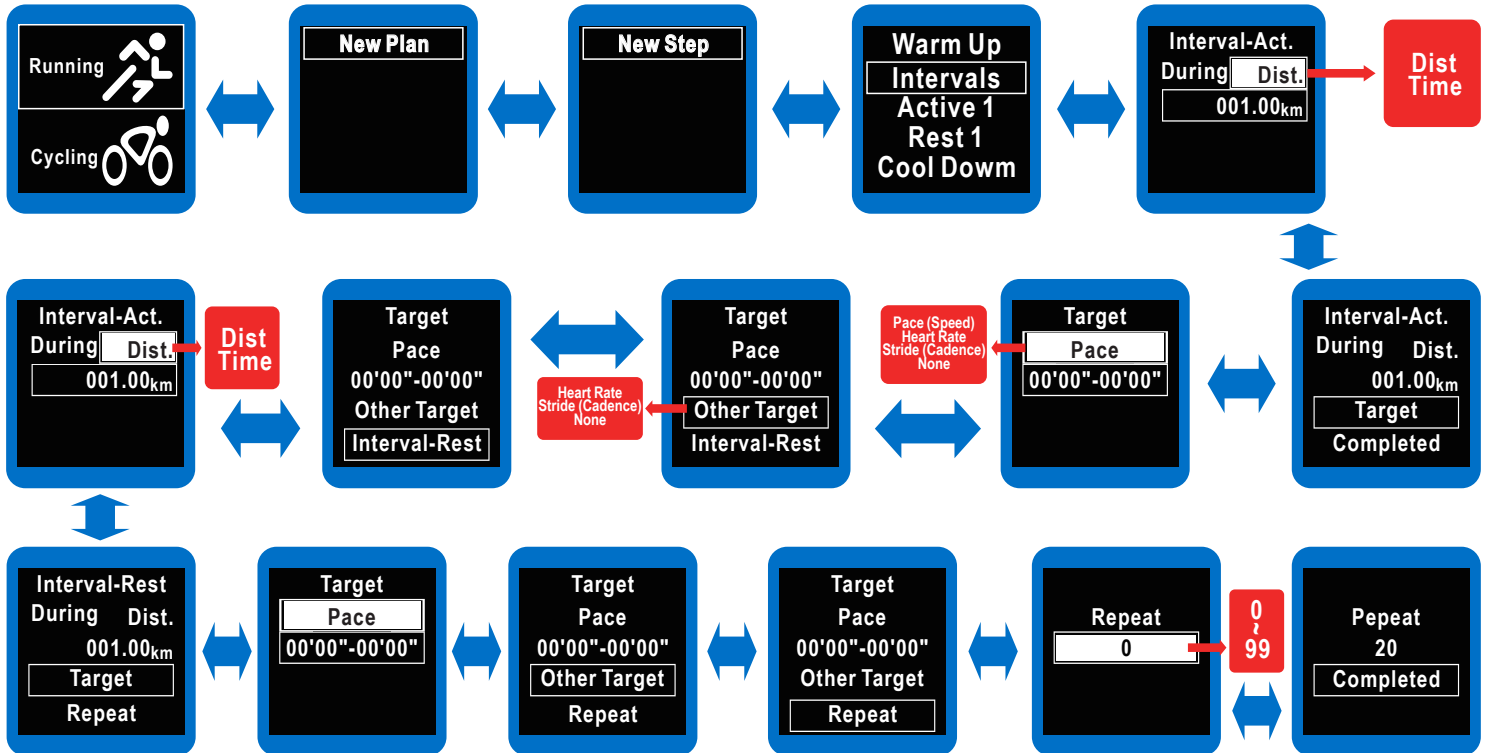 Running
Cycling
New Plan
New Step
Warm Up
Intervals
Active 1
Rest 1
Cool Dowm
Interval-Act.
During Dist.
001.00km
Dist
Time
Interval-Act.
During Dist.
001.00km
Dist
Time
Target
Pace
00'00"-00'00"
Other Target
Interval-Rest
Heart Rate
Stride (Cadence)
None
Target
Pace
00'00"-00'00"
Other Target
Interval-Rest
Pace (Speed)
Heart Rate
Stride (Cadence)
None
Target
Pace
00'00"-00'00"
Interval-Act.
During Dist.
001.00km
Target
Completed
Interval-Rest
During Dist.
001.00km
Target
Repeat
Target
Pace
00'00"-00'00"
Target
Pace
00'00"-00'00"
Other Target
Repeat
Target
Pace
00'00"-00'00"
Other Target
Repeat
Repeat
0
0
~
99
Pepeat
20
Completed